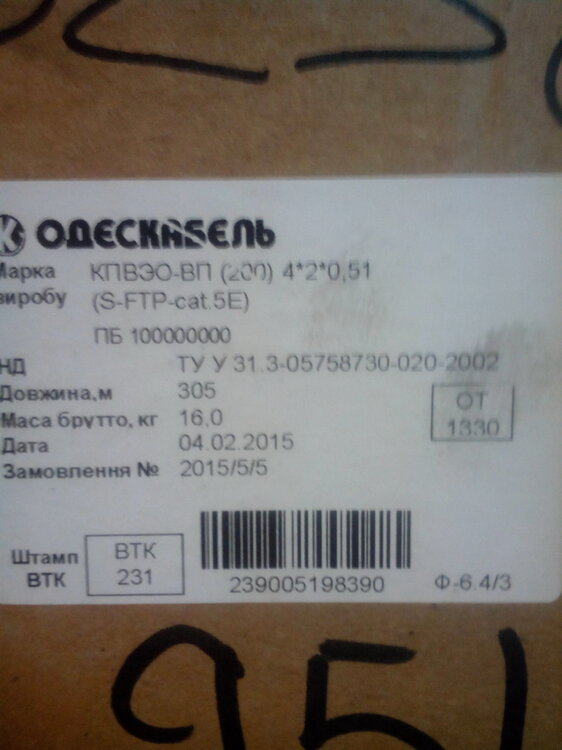 ОДЕСКАБЕЛЬ
Марка КПВЭО-ВП (200) 4*2*0,51
виробу (S-FTP-cat.5E)
ПБ 100000000
НД ТУ У 31.3-05758730-020-2002
Довжина,м 305
Маса брутто, кг 16,0
ОТ
1330
Дата 04.02.2015
Замовлення № 2015/5/5
Штамп ВТК
ВТК 231
239005198390 Ф-6.4/3